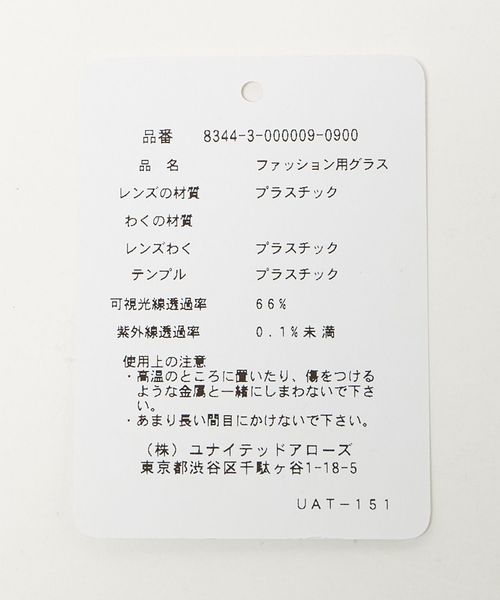 品番 8344-3-000009-0900
品 名 ファッション用グラス
レンズの材質 プラスチック
わくの材質
レンズわく プラスチック
テンプル プラスチック
可視光線透過率 66%
紫外線透過率 0.1%未満
使用上の注意
・高温のところに置いたり、傷をつける
ような金属と一緒にしまわないで下さ
い。
・あまり長い間目にかけないで下さい。
(株) ユナイテッドアローズ
東京都渋谷区千駄ヶ谷1-18-5
UAT-151